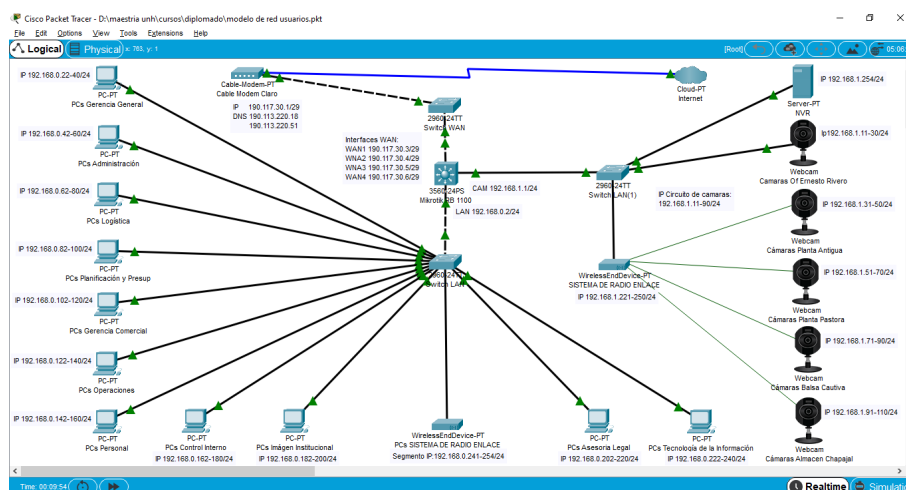 Cisco Packet Tracer - D:\maestria unh\cursos\diplomado\modelo de red usuarios.pkt
File Edit Options View Tools Extensions Help
Logical Physical x: 763, y: 1 [Root] 05:06
IP 192.168.0.22-40/24
PC-PT
PCs Gerencia General
IP 192.168.0.42-60/24
PC-PT
PCs Administración
IP 192.168.0.62-80/24
PC-PT
PCs Logística
IP 192.168.0.82-100/24
PC-PT
PCs Planificación y Presup
IP 192.168.0.102-120/24
PC-PT
PCs Gerencia Comercial
IP 192.168.0.122-140/24
PC-PT
PCs Operaciones
IP 192.168.0.142-160/24
PC-PT
PCs Personal
PC-PT
PCs Control Interno
IP 192.168.0.162-180/24
PC-PT
PCs Imágen Institucional
IP 192.168.0.182-200/24
WirelessEndDevice-PT
PCs SISTEMA DE RADIO ENLACE
Segmento IP:192.168.0.241-254/24
PC-PT
PCs Asesoria Legal
IP 192.168.0.202-220/24
PC-PT
PCs Tecnología de la Información
IP 192.168.0.222-240/24
Cable-Modem-PT
Cable Modem Claro
IP 190.117.30.1/29
DNS 190.113.220.18
190.113.220.51
2960-24TT
Switch WAN
Interfaces WAN:
WAN1 190.117.30.3/29
WNA2 190.117.30.4/29
WNA3 190.117.30.5/29
WAN4 190.117.30.6/29
3560-24PS
Mikrotik RB 1100
CAM 192.168.1.1/24
LAN 192.168.0.2/24
2960-24TT
Switch LAN
Cloud-PT
Internet
2960-24TT
Switch LAN(1)
IP Circuito de camaras:
192.168.1.11-90/24
WirelessEndDevice-PT
SISTEMA DE RADIO ENLACE
IP 192.168.1.221-250/24
IP 192.168.1.254/24
Server-PT
NVR
Ip192.168.1.11-30/24
Webcam
Camaras Of Ernesto Rivero
IP 192.168.1.31-50/24
Webcam
Cámaras Planta Antigua
IP 192.168.1.51-70/24
Webcam
Cámaras Planta Pastora
IP 192.168.1.71-90/24
Webcam
Cámaras Balsa Cautiva
IP 192.168.1.91-110/24
Webcam
Cámaras Almacen Chapajal
Time: 00:09:54 Realtime Simulatio